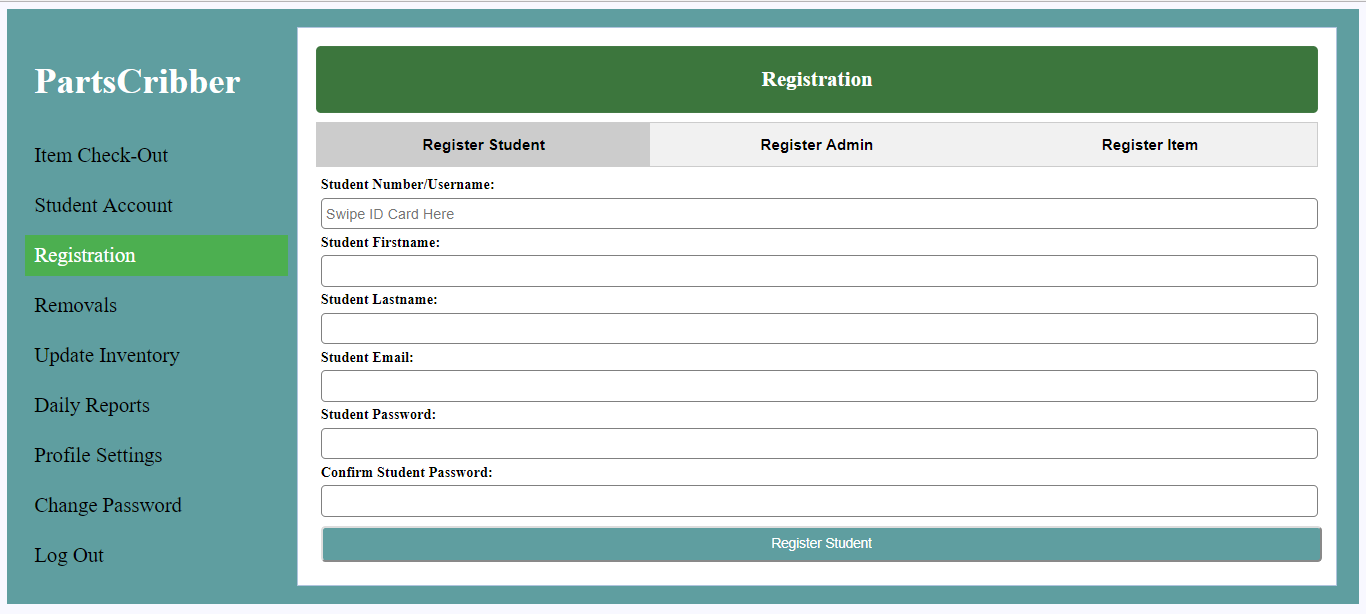 PartsCribber
Item Check-Out
Student Account
Registration
Removals
Update Inventory
Daily Reports
Profile Settings
Change Password
Log Out
Registration
Register Student
Register Admin
Register Item
Student Number/Username:
Swipe ID Card Here
Student Firstname:
Student Lastname:
Student Email:
Student Password:
Confirm Student Password:
Register Student